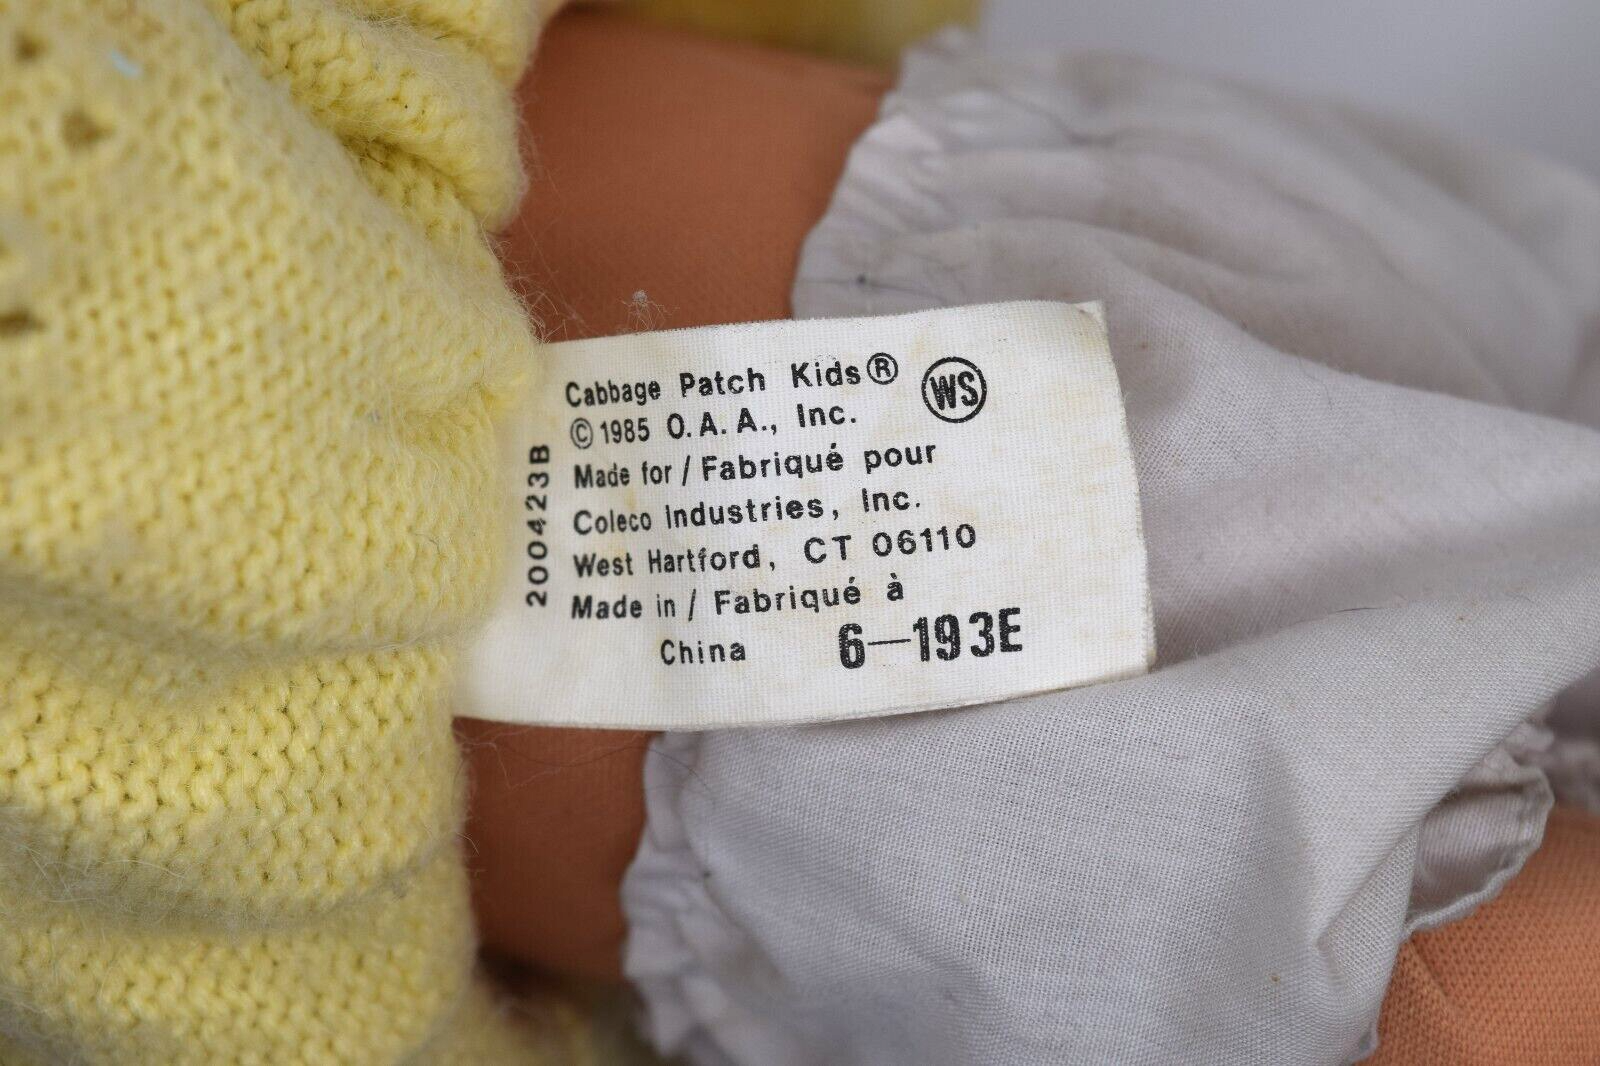 Cabbage Patch Kids® WS
© 1985 O.A.A., Inc.
Made for / Fabriqué pour
Coleco Industries, Inc.
West Hartford, CT 06110
Made in / Fabriqué à
China 6—193E
200423B